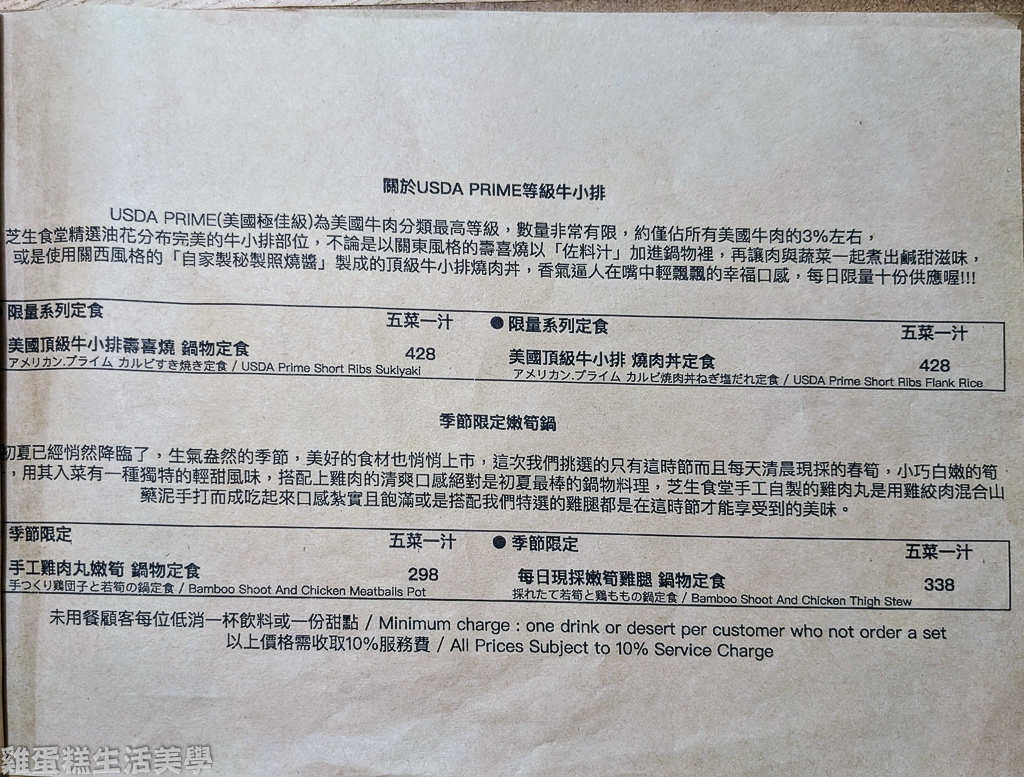 關於USDA PRIME等級牛小排
USDA PRIME(美國極佳級)為美國牛肉分類最高等級，數量非常有限，約僅佔所有美國牛肉的3%左右，
芝生食堂精選油花分布完美的牛小排部位，不論是以關東風格的壽喜燒以「佐料汁」加進鍋物裡，再讓肉與蔬菜一起煮出鹹甜滋味，
或是使用關西風格的「自家製秘製照燒醬」製成的頂級牛小排燒肉丼，香氣逼人在嘴中輕飄飄的幸福口感，每日限量十份供應喔!!!
限量系列定食 五菜一汁
美國頂級牛小排壽喜燒 鍋物定食 428
アメリカン.プライム カルビすき焼き定食 / USDA Prime Short Ribs Sukiyaki
● 限量系列定食 五菜一汁
美國頂級牛小排 燒肉丼定食 428
アメリカン.プライム カルビ焼肉丼ねぎ塩だれ定食 / USDA Prime Short Ribs Flank Rice
季節限定嫩筍鍋
初夏已經悄然降臨了，生氣盎然的季節，美好的食材也悄悄上市，這次我們挑選的只有這時節而且每天清晨現採的春筍，小巧白嫩的筍
，用其入菜有一種獨特的輕甜風味，搭配上雞肉的清爽口感絕對是初夏最棒的鍋物料理，芝生食堂手工自製的雞肉丸是用雞絞肉混合山
藥泥手打而成吃起來口感紮實且飽滿或是搭配我們特選的雞腿都是在這時節才能享受到的美味。
季節限定 五菜一汁
手工雞肉丸嫩筍 鍋物定食 298
手つくり鶏団子と若筍の鍋定食 / Bamboo Shoot And Chicken Meatballs Pot
● 季節限定 五菜一汁
每日現採嫩筍雞腿 鍋物定食 338
採れたて若筍と鶏ももの鍋定食 / Bamboo Shoot And Chicken Thigh Stew
未用餐顧客每位低消一杯飲料或一份甜點 / Minimum charge : one drink or desert per customer who not order a set
以上價格需收取10%服務費 / All Prices Subject to 10% Service Charge
雞蛋糕生活美學